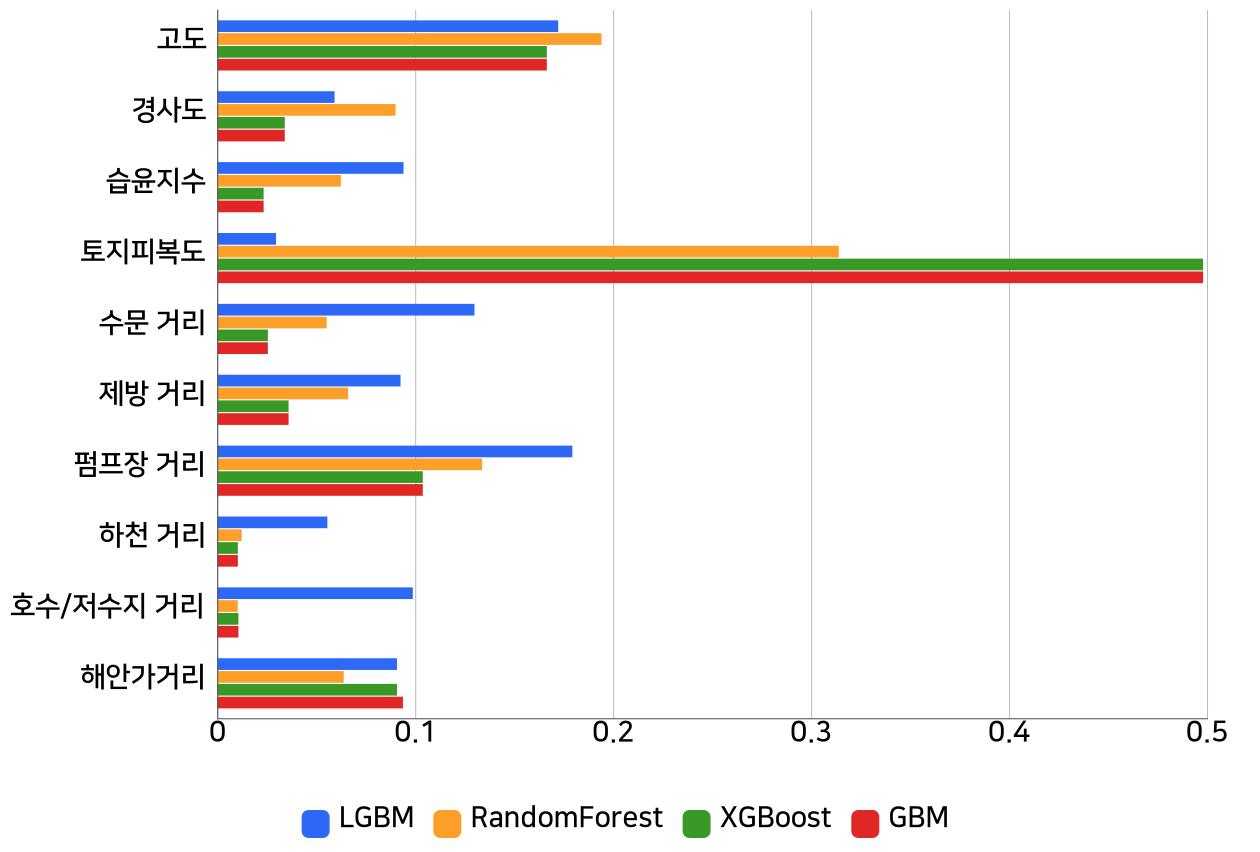 고도
경사도
습윤지수
토지피복도
수문 거리
제방 거리
펌프장 거리
하천 거리
호수/저수지 거리
해안가거리
0 0.1 0.2 0.3 0.4 0.5
LGBM RandomForest XGBoost GBM